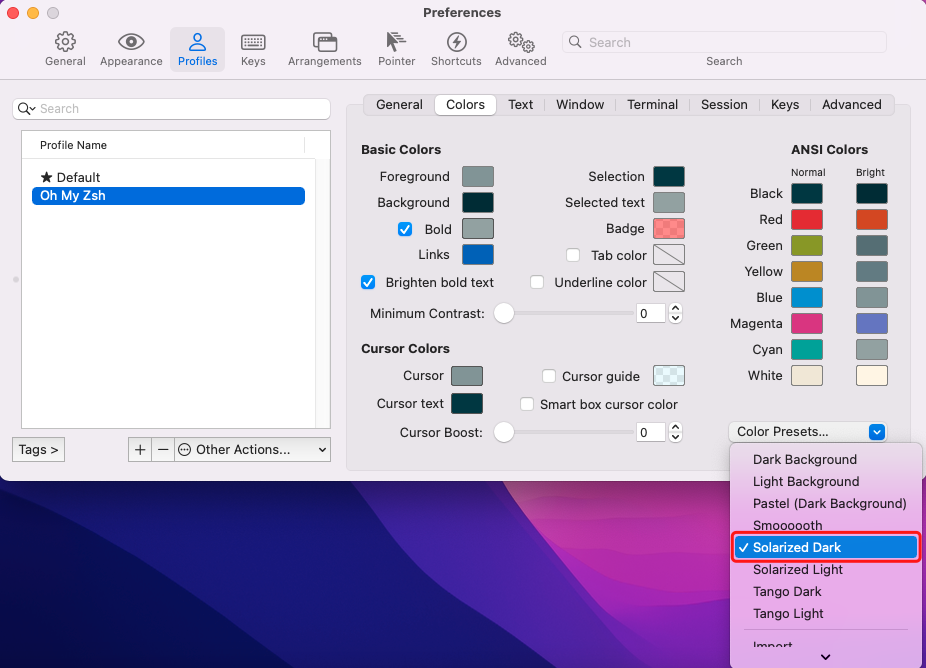 Preferences
General Appearance Profiles Keys Arrangements Pointer Shortcuts Advanced Search
Search
Search
Profile Name
★ Default
Oh My Zsh
Tags >
+ − Other Actions...
General Colors Text Window Terminal Session Keys Advanced
Basic Colors
Foreground
Background
Bold
Links
Brighten bold text
Selection
Selected text
Badge
Tab color
Underline color
Minimum Contrast: 0
Cursor Colors
Cursor
Cursor text
Cursor guide
Smart box cursor color
Cursor Boost: 0
ANSI Colors
Normal Bright
Black
Red
Green
Yellow
Blue
Magenta
Cyan
White
Color Presets...
Dark Background
Light Background
Pastel (Dark Background)
Smoooooth
✓ Solarized Dark
Solarized Light
Tango Dark
Tango Light
Import